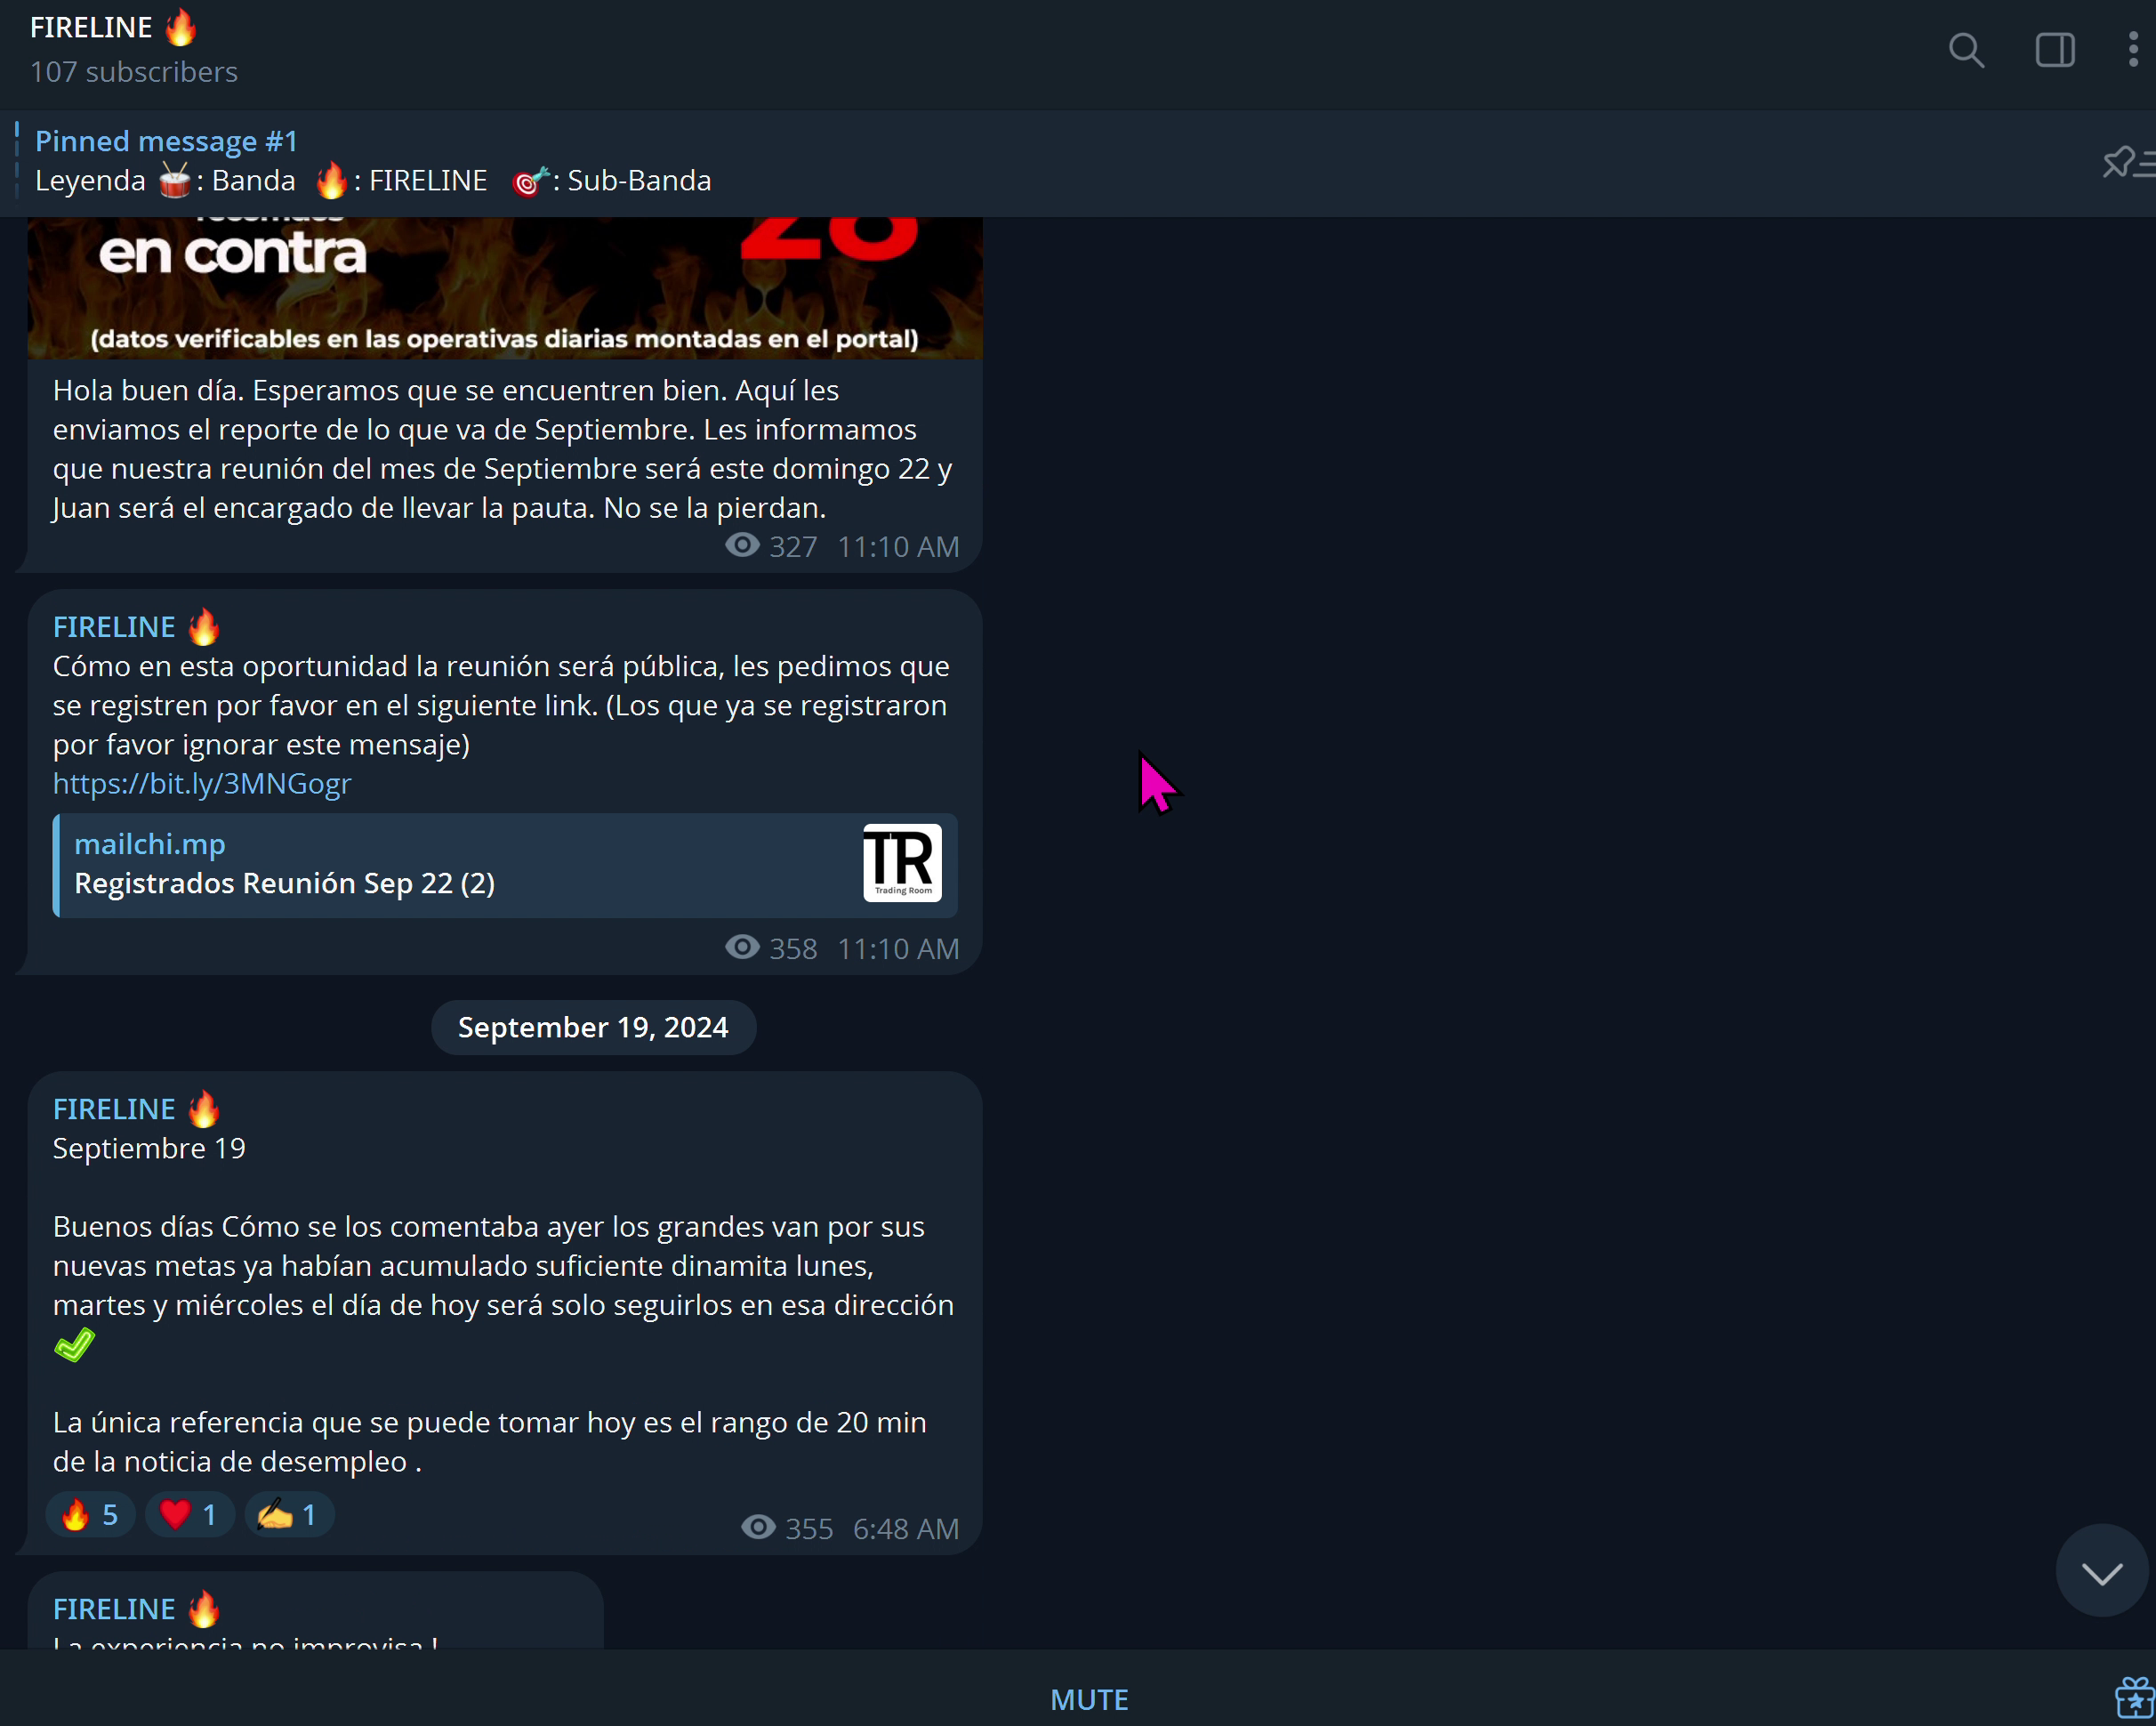 FIRELINE 🔥
107 subscribers
Pinned message #1
Leyenda 🥁: Banda 🔥: FIRELINE 🎯: Sub-Banda
en contra
(datos verificables en las operativas diarias montadas en el portal)
Hola buen día. Esperamos que se encuentren bien. Aquí les
enviamos el reporte de lo que va de Septiembre. Les informamos
que nuestra reunión del mes de Septiembre será este domingo 22 y
Juan será el encargado de llevar la pauta. No se la pierdan.
327 11:10 AM
FIRELINE 🔥
Cómo en esta oportunidad la reunión será pública, les pedimos que
se registren por favor en el siguiente link. (Los que ya se registraron
por favor ignorar este mensaje)
https://bit.ly/3MNGogr
mailchi.mp
Registrados Reunión Sep 22 (2)
TR
Trading Room
358 11:10 AM
September 19, 2024
FIRELINE 🔥
Septiembre 19
Buenos días Cómo se los comentaba ayer los grandes van por sus
nuevas metas ya habían acumulado suficiente dinamita lunes,
martes y miércoles el día de hoy será solo seguirlos en esa dirección
✅
La única referencia que se puede tomar hoy es el rango de 20 min
de la noticia de desempleo .
🔥 5 ❤️ 1 ✍️ 1
355 6:48 AM
FIRELINE 🔥
La experiencia no improvisa !
MUTE